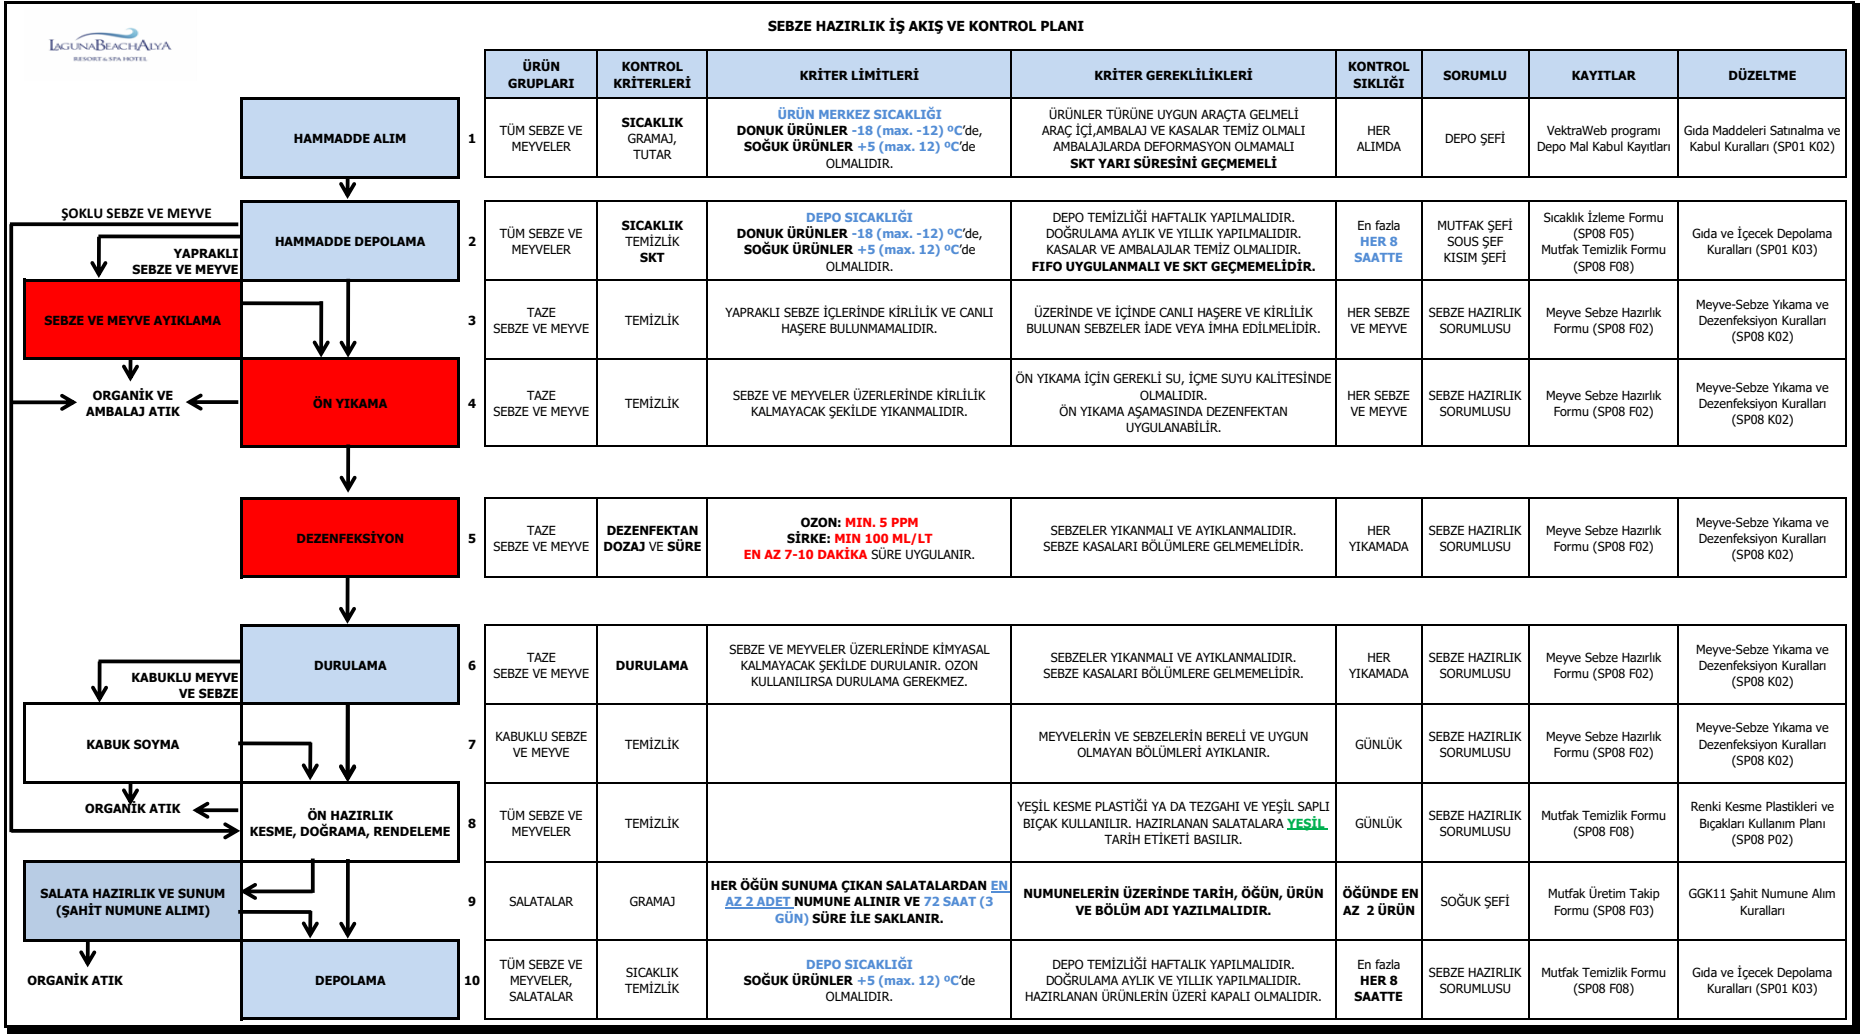 SEBZE HAZIRLIK İŞ AKIŞ VE KONTROL PLANI
LAGUNABEACHALYA
RESORT & SPA HOTEL
ÜRÜN
GRUPLARI
KONTROL
KRİTERLERİ
KRİTER LİMİTLERİ
KRİTER GEREKLİLİKLERİ
KONTROL
SIKLIĞI
SORUMLU
KAYITLAR
DÜZELTME
HAMMADDE ALIM
1
TÜM SEBZE VE
MEYVELER
SICAKLIK
GRAMAJ,
TUTAR
ÜRÜN MERKEZ SICAKLIĞI
DONUK ÜRÜNLER -18 (max. -12) ºC'de,
SOĞUK ÜRÜNLER +5 (max. 12) ºC'de
OLMALIDIR.
ÜRÜNLER TÜRÜNE UYGUN ARAÇTA GELMELİ
ARAÇ İÇİ,AMBALAJ VE KASALAR TEMİZ OLMALI
AMBALAJLARDA DEFORMASYON OLMAMALI
SKT YARI SÜRESİNİ GEÇMEMELİ
HER
ALIMDA
DEPO ŞEFİ
VektraWeb programı
Depo Mal Kabul Kayıtları
Gıda Maddeleri Satınalma ve
Kabul Kuralları (SP01 K02)
ŞOKLU SEBZE VE MEYVE
YAPRAKLI
SEBZE VE MEYVE
HAMMADDE DEPOLAMA
2
TÜM SEBZE VE
MEYVELER
SICAKLIK
TEMİZLİK
SKT
DEPO SICAKLIĞI
DONUK ÜRÜNLER -18 (max. -12) ºC'de,
SOĞUK ÜRÜNLER +5 (max. 12) ºC'de
OLMALIDIR.
DEPO TEMİZLİĞİ HAFTALIK YAPILMALIDIR.
DOĞRULAMA AYLIK VE YILLIK YAPILMALIDIR.
KASALAR VE AMBALAJLAR TEMİZ OLMALIDIR.
FIFO UYGULANMALI VE SKT GEÇMEMELİDİR.
En fazla
HER 8
SAATTE
MUTFAK ŞEFİ
SOUS ŞEF
KISIM ŞEFİ
Sıcaklık İzleme Formu
(SP08 F05)
Mutfak Temizlik Formu
(SP08 F08)
Gıda ve İçecek Depolama
Kuralları (SP01 K03)
SEBZE VE MEYVE AYIKLAMA
3
TAZE
SEBZE VE MEYVE
TEMİZLİK
YAPRAKLI SEBZE İÇLERİNDE KİRLİLİK VE CANLI
HAŞERE BULUNMAMALIDIR.
ÜZERİNDE VE İÇİNDE CANLI HAŞERE VE KİRLİLİK
BULUNAN SEBZELER İADE VEYA İMHA EDİLMELİDİR.
HER SEBZE
VE MEYVE
SEBZE HAZIRLIK
SORUMLUSU
Meyve Sebze Hazırlık
Formu (SP08 F02)
Meyve-Sebze Yıkama ve
Dezenfeksiyon Kuralları
(SP08 K02)
ORGANİK VE
AMBALAJ ATIK
ÖN YIKAMA
4
TAZE
SEBZE VE MEYVE
TEMİZLİK
SEBZE VE MEYVELER ÜZERLERİNDE KİRLİLİK
KALMAYACAK ŞEKİLDE YIKANMALIDIR.
ÖN YIKAMA İÇİN GEREKLİ SU, İÇME SUYU KALİTESİNDE
OLMALIDIR.
ÖN YIKAMA AŞAMASINDA DEZENFEKTAN
UYGULANABİLİR.
HER SEBZE
VE MEYVE
SEBZE HAZIRLIK
SORUMLUSU
Meyve Sebze Hazırlık
Formu (SP08 F02)
Meyve-Sebze Yıkama ve
Dezenfeksiyon Kuralları
(SP08 K02)
DEZENFEKSİYON
5
TAZE
SEBZE VE MEYVE
DEZENFEKTAN
DOZAJ VE SÜRE
OZON: MIN. 5 PPM
SİRKE: MIN 100 ML/LT
EN AZ 7-10 DAKİKA SÜRE UYGULANIR.
SEBZELER YIKANMALI VE AYIKLANMALIDIR.
SEBZE KASALARI BÖLÜMLERE GELMEMELİDİR.
HER
YIKAMADA
SEBZE HAZIRLIK
SORUMLUSU
Meyve Sebze Hazırlık
Formu (SP08 F02)
Meyve-Sebze Yıkama ve
Dezenfeksiyon Kuralları
(SP08 K02)
KABUKLU MEYVE
VE SEBZE
DURULAMA
6
TAZE
SEBZE VE MEYVE
DURULAMA
SEBZE VE MEYVELER ÜZERLERİNDE KİMYASAL
KALMAYACAK ŞEKİLDE DURULANIR. OZON
KULLANILIRSA DURULAMA GEREKMEZ.
SEBZELER YIKANMALI VE AYIKLANMALIDIR.
SEBZE KASALARI BÖLÜMLERE GELMEMELİDİR.
HER
YIKAMADA
SEBZE HAZIRLIK
SORUMLUSU
Meyve Sebze Hazırlık
Formu (SP08 F02)
Meyve-Sebze Yıkama ve
Dezenfeksiyon Kuralları
(SP08 K02)
KABUK SOYMA
7
KABUKLU SEBZE
VE MEYVE
TEMİZLİK
MEYVELERİN VE SEBZELERİN BERELİ VE UYGUN
OLMAYAN BÖLÜMLERİ AYIKLANIR.
GÜNLÜK
SEBZE HAZIRLIK
SORUMLUSU
Meyve Sebze Hazırlık
Formu (SP08 F02)
Meyve-Sebze Yıkama ve
Dezenfeksiyon Kuralları
(SP08 K02)
ORGANİK ATIK
ÖN HAZIRLIK
KESME, DOĞRAMA, RENDELEME
8
TÜM SEBZE VE
MEYVELER
TEMİZLİK
YEŞİL KESME PLASTİĞİ YA DA TEZGAHI VE YEŞİL SAPLI
BIÇAK KULLANILIR. HAZIRLANAN SALATALARA YEŞİL
TARİH ETİKETİ BASILIR.
GÜNLÜK
SEBZE HAZIRLIK
SORUMLUSU
Mutfak Temizlik Formu
(SP08 F08)
Renki Kesme Plastikleri ve
Bıçakları Kullanım Planı
(SP08 P02)
SALATA HAZIRLIK VE SUNUM
(ŞAHİT NUMUNE ALIMI)
9
SALATALAR
GRAMAJ
HER ÖĞÜN SUNUMA ÇIKAN SALATALARDAN EN
AZ 2 ADET NUMUNE ALINIR VE 72 SAAT (3
GÜN) SÜRE İLE SAKLANIR.
NUMUNELERİN ÜZERİNDE TARİH, ÖĞÜN, ÜRÜN
VE BÖLÜM ADI YAZILMALIDIR.
ÖĞÜNDE EN
AZ 2 ÜRÜN
SOĞUK ŞEFİ
Mutfak Üretim Takip
Formu (SP08 F03)
GGK11 Şahit Numune Alım
Kuralları
ORGANİK ATIK
DEPOLAMA
10
TÜM SEBZE VE
MEYVELER,
SALATALAR
SICAKLIK
TEMİZLİK
DEPO SICAKLIĞI
SOĞUK ÜRÜNLER +5 (max. 12) ºC'de
OLMALIDIR.
DEPO TEMİZLİĞİ HAFTALIK YAPILMALIDIR.
DOĞRULAMA AYLIK VE YILLIK YAPILMALIDIR.
HAZIRLANAN ÜRÜNLERİN ÜZERİ KAPALI OLMALIDIR.
En fazla
HER 8
SAATTE
SEBZE HAZIRLIK
SORUMLUSU
Mutfak Temizlik Formu
(SP08 F08)
Gıda ve İçecek Depolama
Kuralları (SP01 K03)